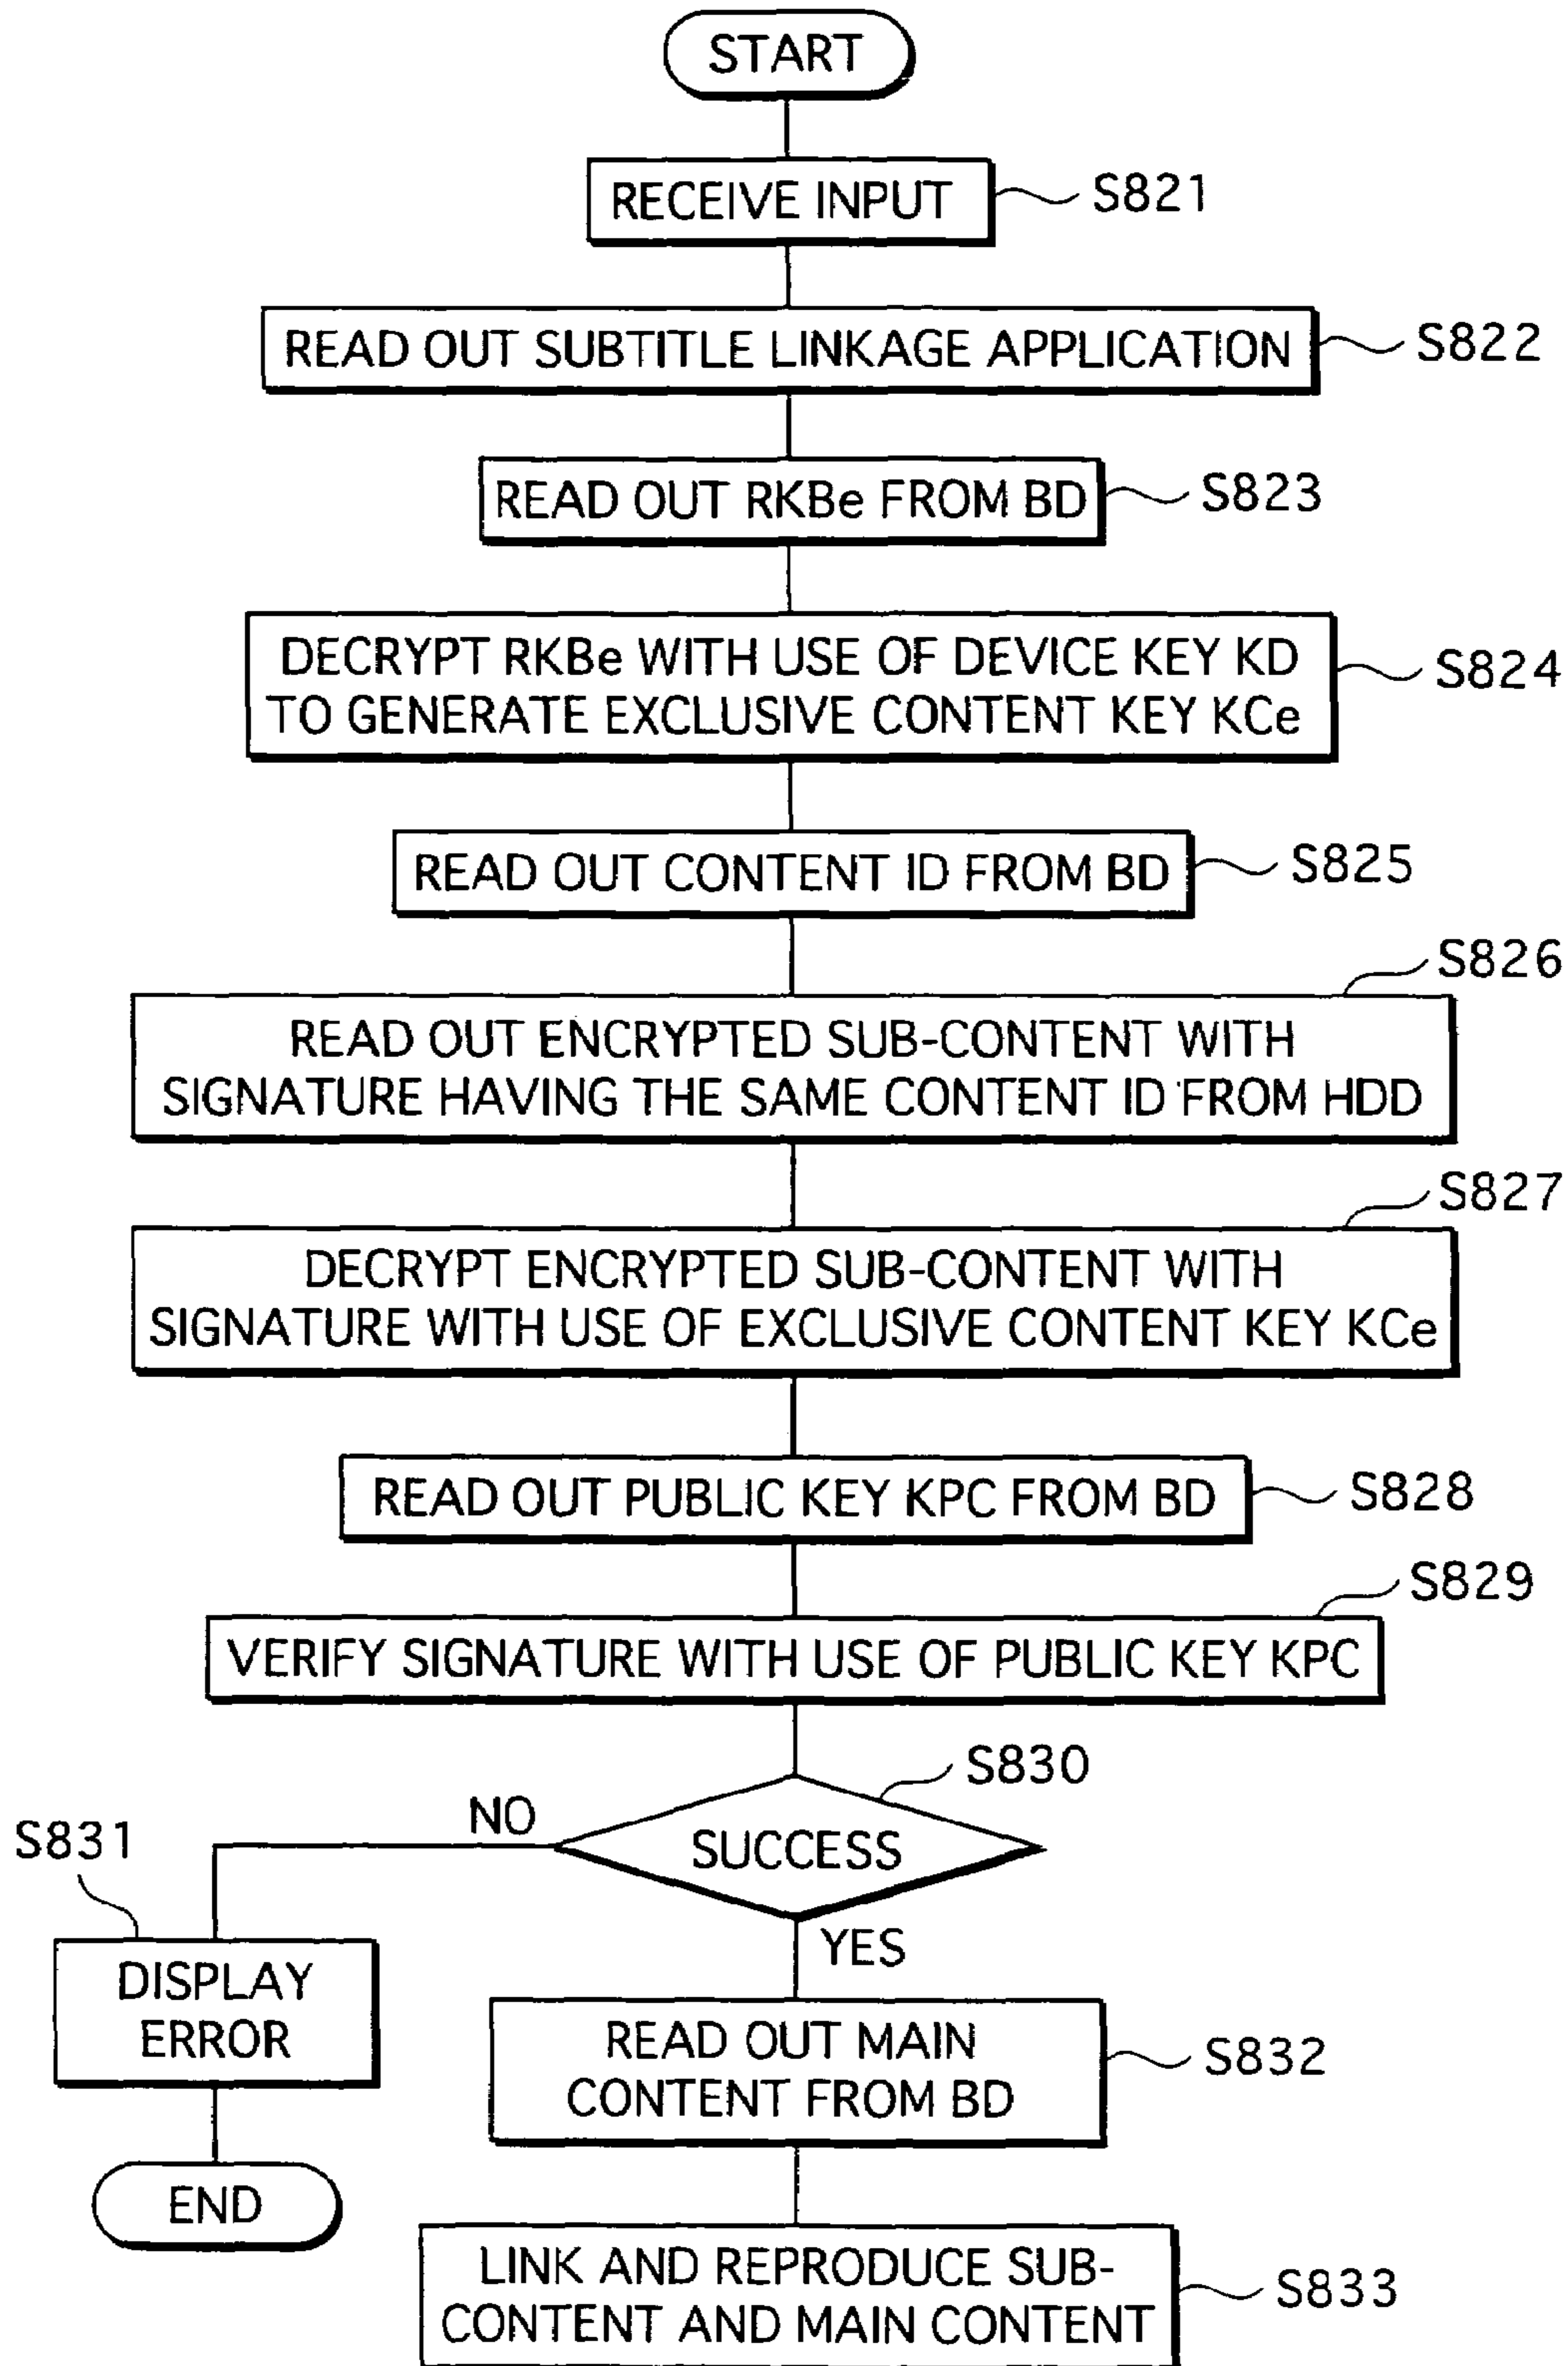 START
RECEIVE INPUT
S821
READ OUT SUBTITLE LINKAGE APPLICATION
S822
READ OUT RKBe FROM BD
S823
DECRYPT RKBe WITH USE OF DEVICE KEY KD
TO GENERATE EXCLUSIVE CONTENT KEY KCe
S824
READ OUT CONTENT ID FROM BD
S825
S826
READ OUT ENCRYPTED SUB-CONTENT WITH
SIGNATURE HAVING THE SAME CONTENT ID FROM HDD
S827
DECRYPT ENCRYPTED SUB-CONTENT WITH
SIGNATURE WITH USE OF EXCLUSIVE CONTENT KEY KCe
READ OUT PUBLIC KEY KPC FROM BD
S828
S829
VERIFY SIGNATURE WITH USE OF PUBLIC KEY KPC
S830
SUCCESS
NO
S831
DISPLAY
ERROR
END
YES
READ OUT MAIN
CONTENT FROM BD
S832
LINK AND REPRODUCE SUB-
CONTENT AND MAIN CONTENT
S833